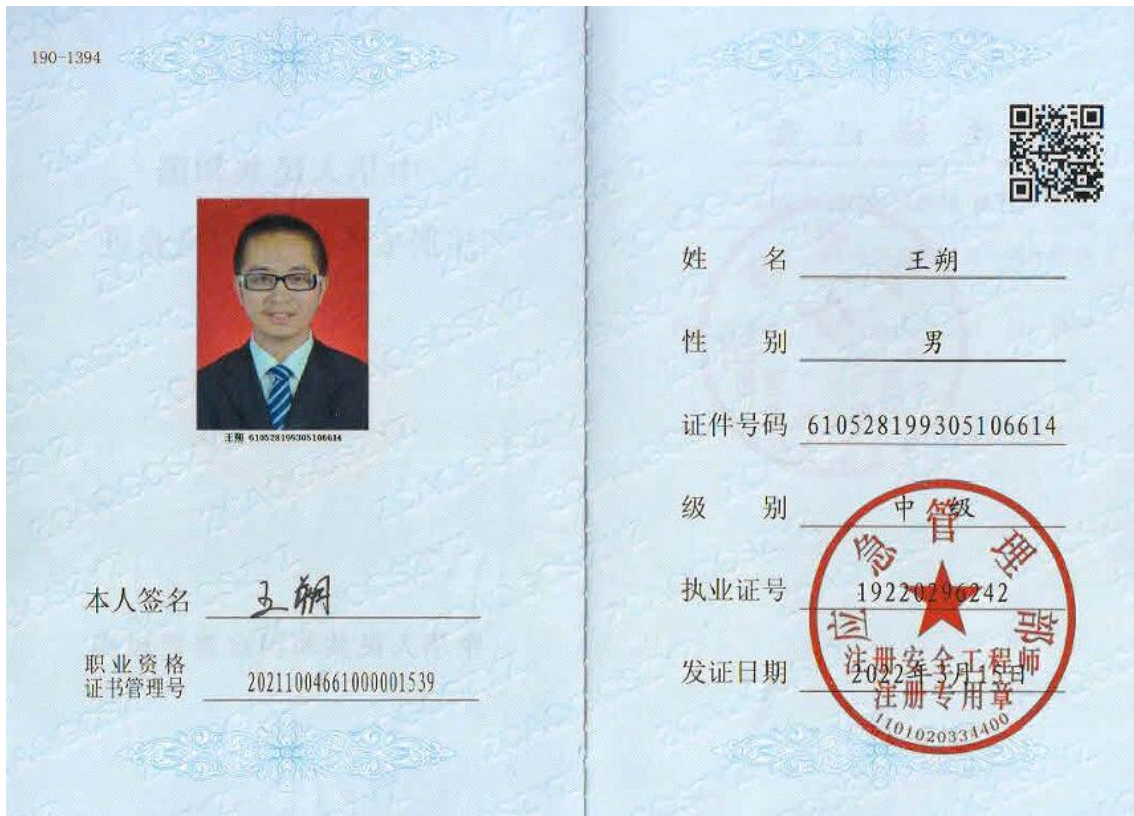 190-1394
王朔 610528199305106614
本人签名 王朔
职业资格
证书管理号 20211004661000001539
姓 名 王朔
性 别 男
证件号码 610528199305106614
级 别 中 级
执业证号 19220296242
发证日期 2022年3月15日
应急管理部
注册安全工程师
注册专用章
1101020334400